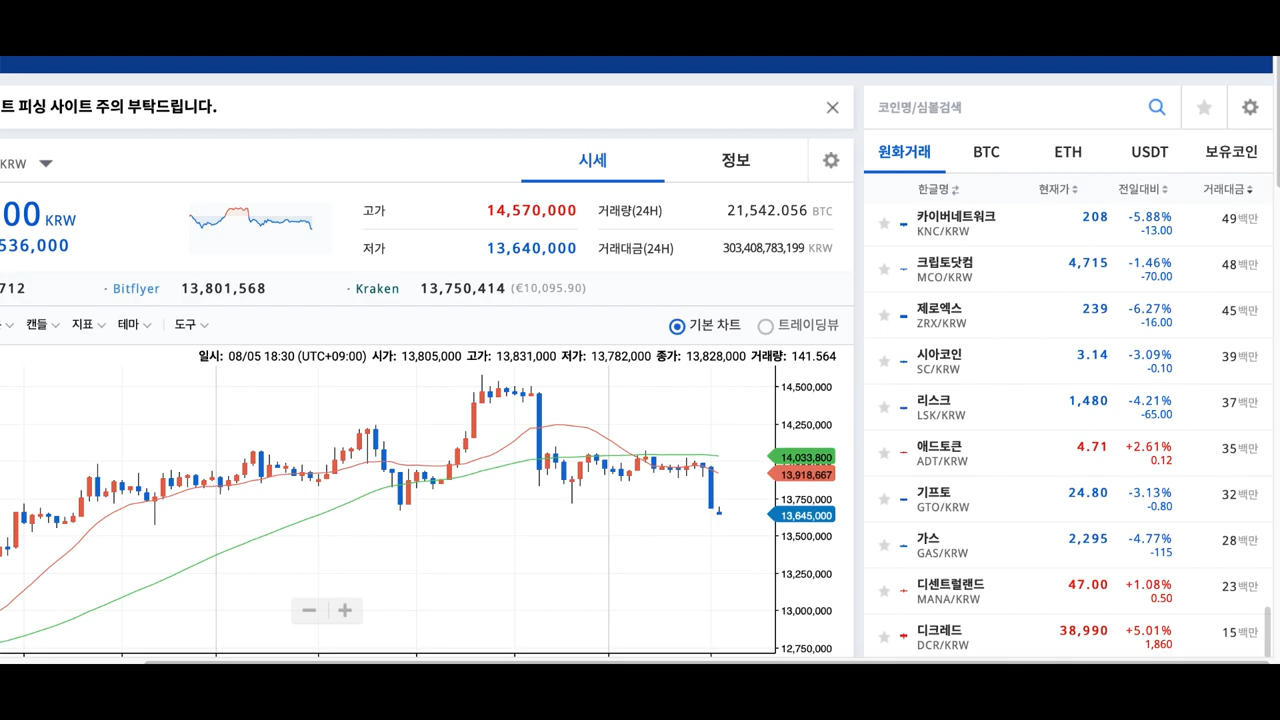 트 피싱 사이트 주의 부탁드립니다.
KRW
시세
정보
00 KRW
536,000
고가 14,570,000
거래량(24H) 21,542.056 BTC
저가 13,640,000
거래대금(24H) 303,408,783,199 KRW
712 · Bitflyer 13,801,568 · Kraken 13,750,414 (€10,095.90)
캔들 지표 테마 도구
기본 차트 트레이딩뷰
일시: 08/05 18:30 (UTC+09:00) 시가: 13,805,000 고가: 13,831,000 저가: 13,782,000 종가: 13,828,000 거래량: 141.564
14,500,000
14,250,000
14,033,800
13,918,667
13,750,000
13,645,000
13,500,000
13,250,000
13,000,000
12,750,000
코인명/심볼검색
원화거래 BTC ETH USDT 보유코인
한글명 현재가 전일대비 거래대금
카이버네트워크 208 -5.88% 49백만
KNC/KRW -13.00
크립토닷컴 4,715 -1.46% 48백만
MCO/KRW -70.00
제로엑스 239 -6.27% 45백만
ZRX/KRW -16.00
시아코인 3.14 -3.09% 39백만
SC/KRW -0.10
리스크 1,480 -4.21% 37백만
LSK/KRW -65.00
애드토큰 4.71 +2.61% 35백만
ADT/KRW 0.12
기프토 24.80 -3.13% 32백만
GTO/KRW -0.80
가스 2,295 -4.77% 28백만
GAS/KRW -115
디센트럴랜드 47.00 +1.08% 23백만
MANA/KRW 0.50
디크레드 38,990 +5.01% 15백만
DCR/KRW 1,860